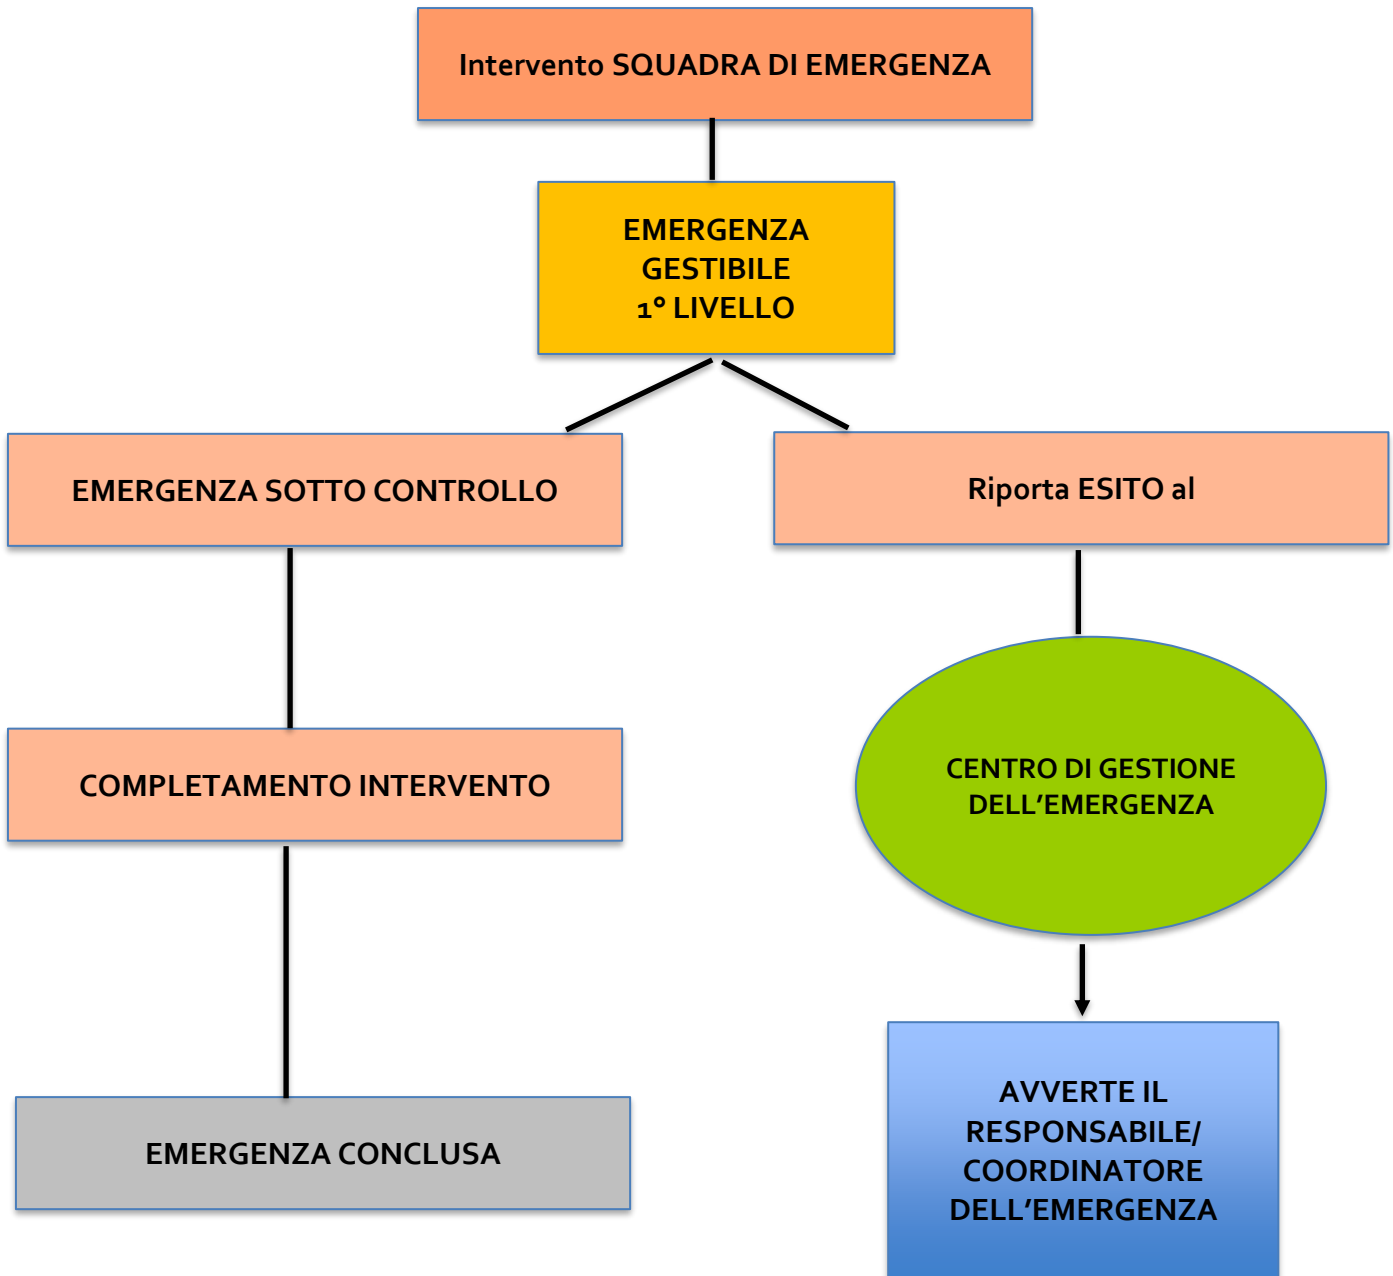 Intervento SQUADRA DI EMERGENZA
EMERGENZA
GESTIBILE
1° LIVELLO
EMERGENZA SOTTO CONTROLLO
Riporta ESITO al
COMPLETAMENTO INTERVENTO
CENTRO DI GESTIONE
DELL’EMERGENZA
EMERGENZA CONCLUSA
AVVERTE IL
RESPONSABILE/
COORDINATORE
DELL’EMERGENZA